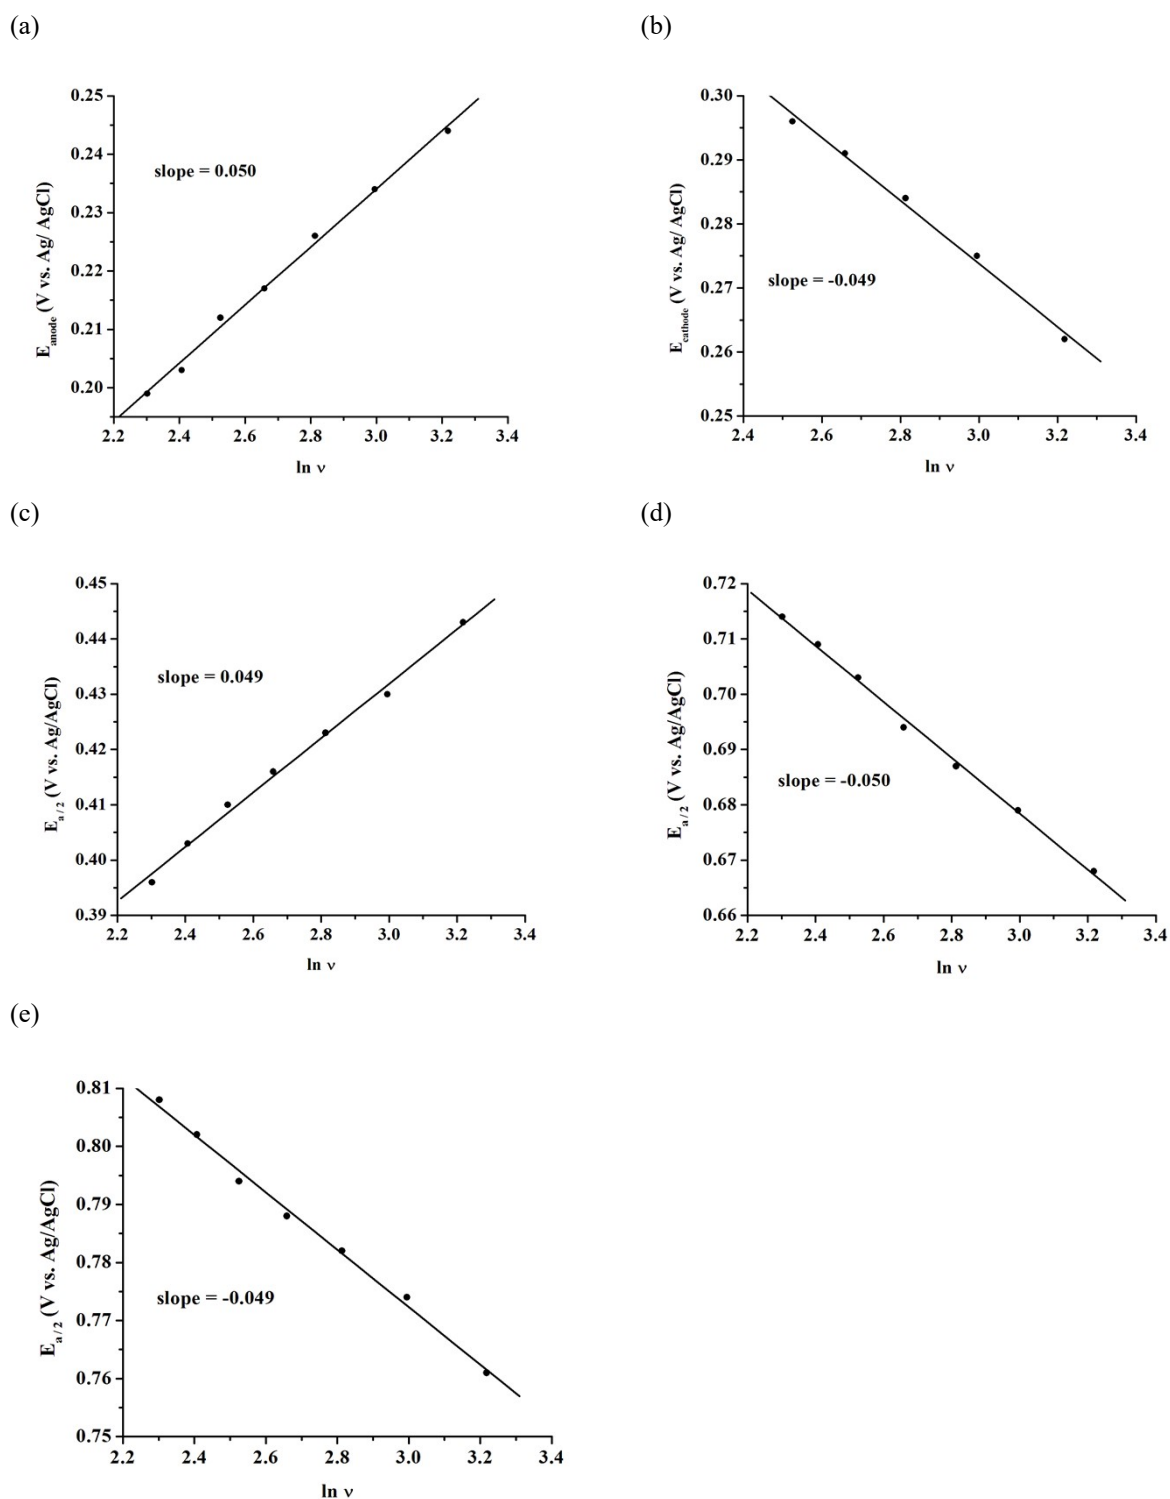 (a)
0.25
0.24
0.23
0.22
0.21
0.20
slope = 0.050
E anode (V vs. Ag/ AgCl)
2.2 2.4 2.6 2.8 3.0 3.2 3.4
ln ν
(b)
0.30
0.29
0.28
0.27
0.26
0.25
slope = -0.049
E cathode (V vs. Ag/ AgCl)
2.4 2.6 2.8 3.0 3.2 3.4
ln ν
(c)
0.45
0.44
0.43
0.42
0.41
0.40
0.39
slope = 0.049
E a / 2 (V vs. Ag/AgCl)
2.2 2.4 2.6 2.8 3.0 3.2 3.4
ln ν
(d)
0.72
0.71
0.70
0.69
0.68
0.67
0.66
slope = -0.050
E a / 2 (V vs. Ag/AgCl)
2.2 2.4 2.6 2.8 3.0 3.2 3.4
ln ν
(e)
0.81
0.80
0.79
0.78
0.77
0.76
0.75
slope = -0.049
E a / 2 (V vs. Ag/AgCl)
2.2 2.4 2.6 2.8 3.0 3.2 3.4
ln ν